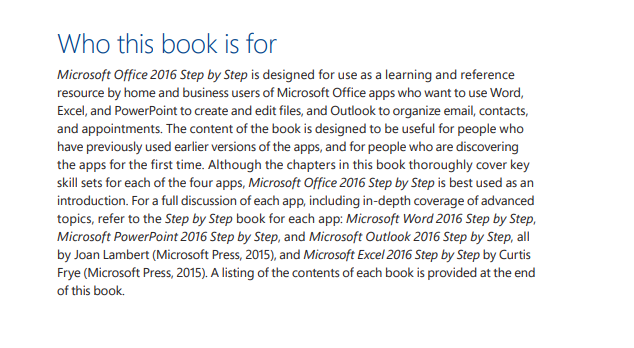 Who this book is for
Microsoft Office 2016 Step by Step is designed for use as a learning and reference
resource by home and business users of Microsoft Office apps who want to use Word,
Excel, and PowerPoint to create and edit files, and Outlook to organize email, contacts,
and appointments. The content of the book is designed to be useful for people who
have previously used earlier versions of the apps, and for people who are discovering
the apps for the first time. Although the chapters in this book thoroughly cover key
skill sets for each of the four apps, Microsoft Office 2016 Step by Step is best used as an
introduction. For a full discussion of each app, including in-depth coverage of advanced
topics, refer to the Step by Step book for each app: Microsoft Word 2016 Step by Step,
Microsoft PowerPoint 2016 Step by Step, and Microsoft Outlook 2016 Step by Step, all
by Joan Lambert (Microsoft Press, 2015), and Microsoft Excel 2016 Step by Step by Curtis
Frye (Microsoft Press, 2015). A listing of the contents of each book is provided at the end
of this book.